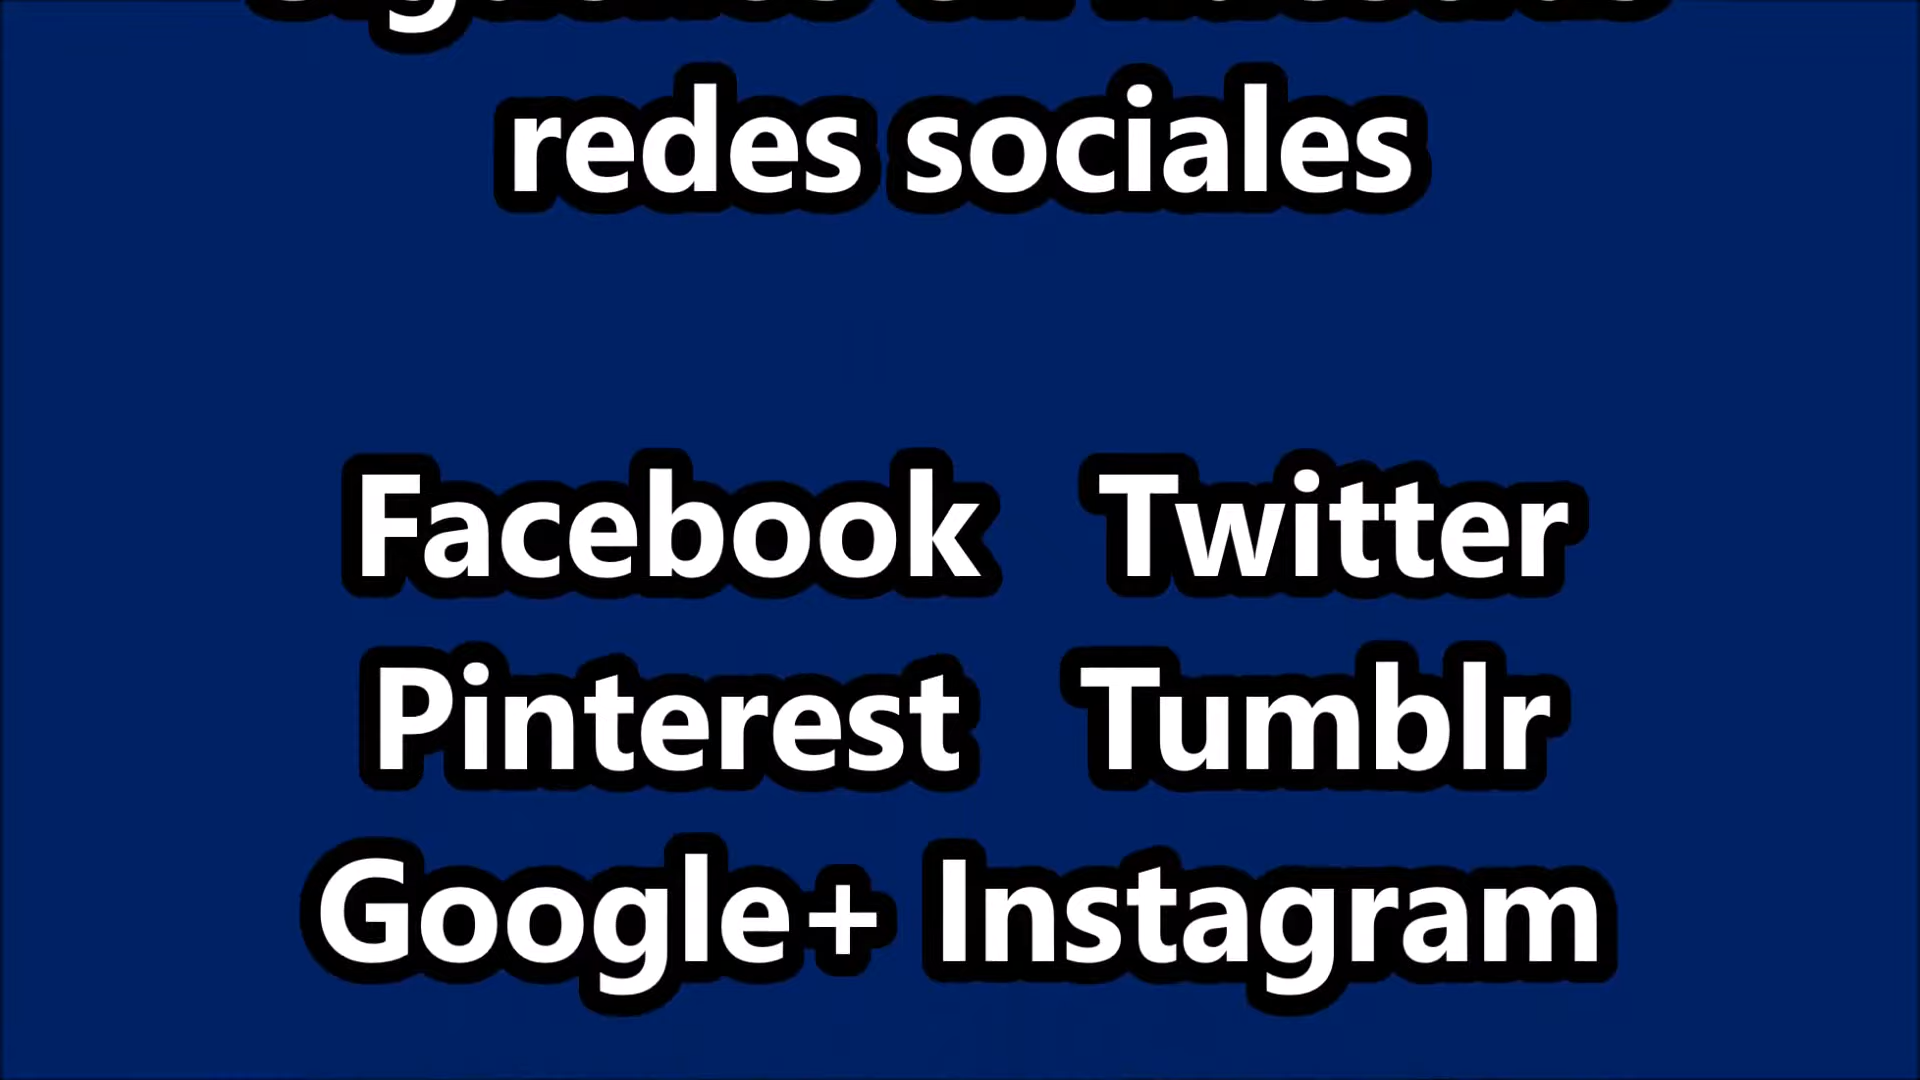 redes sociales
Facebook Twitter
Pinterest Tumblr
Google+ Instagram